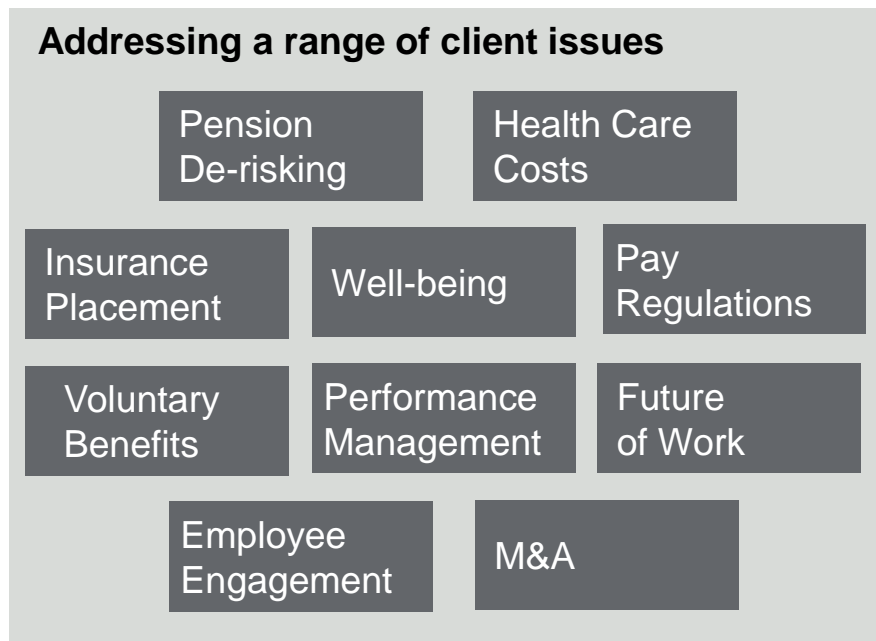 Addressing a range of client issues
Pension
De-risking
Health Care
Costs
Insurance
Placement
Well-being
Pay
Regulations
Voluntary
Benefits
Performance
Management
Future
of Work
Employee
Engagement
M&A